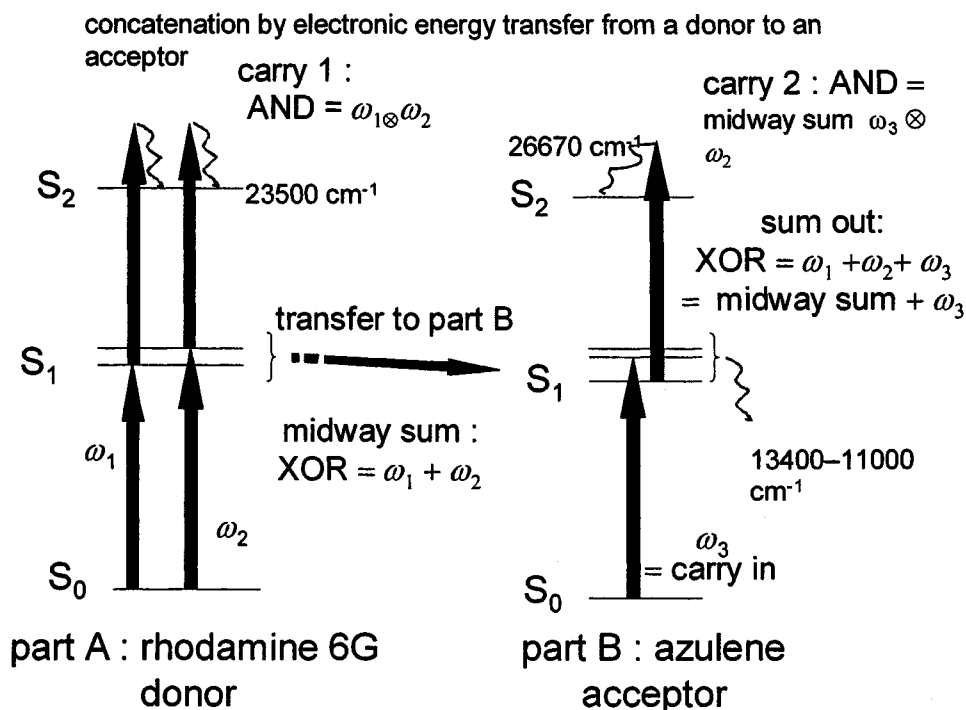 concatenation by electronic energy transfer from a donor to an
acceptor
carry 1 :
AND = ω₁⊗ω₂
S₂
23500 cm⁻¹
S₁
transfer to part B
midway sum :
XOR = ω₁ + ω₂
ω₁
ω₂
S₀
part A : rhodamine 6G
donor
carry 2 : AND =
midway sum ω₃ ⊗
ω₂
26670 cm⁻¹
S₂
sum out:
XOR = ω₁ +ω₂+ ω₃
= midway sum + ω₃
S₁
13400–11000
cm⁻¹
ω₃
= carry in
S₀
part B : azulene
acceptor